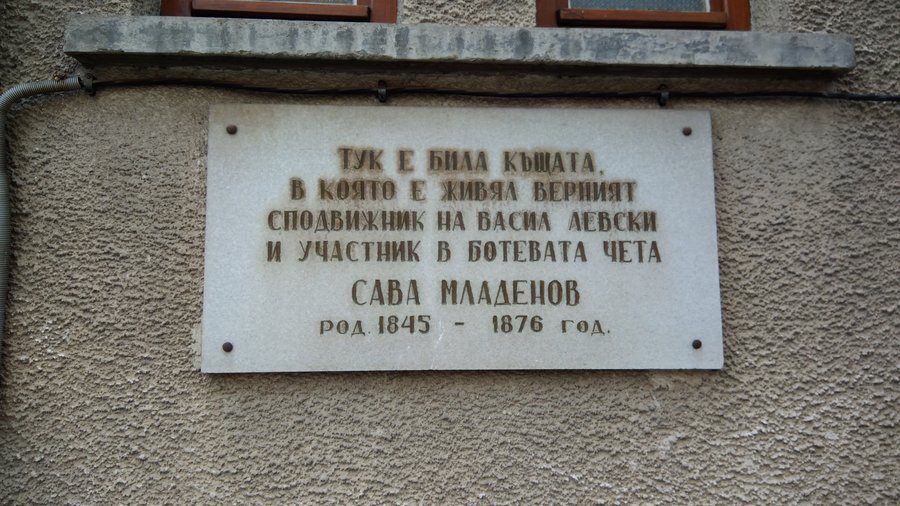 ТУК Е БИЛА КЪЩАТА,
В КОЯТО Е ЖИВЯЛ ВЕРНИЯТ
СПОДВИЖНИК НА ВАСИЛ ЛЕВСКИ
И УЧАСТНИК В БОТЕВАТА ЧЕТА
САВА МЛАДЕНОВ
РОД. 1845 - 1876 ГОД.